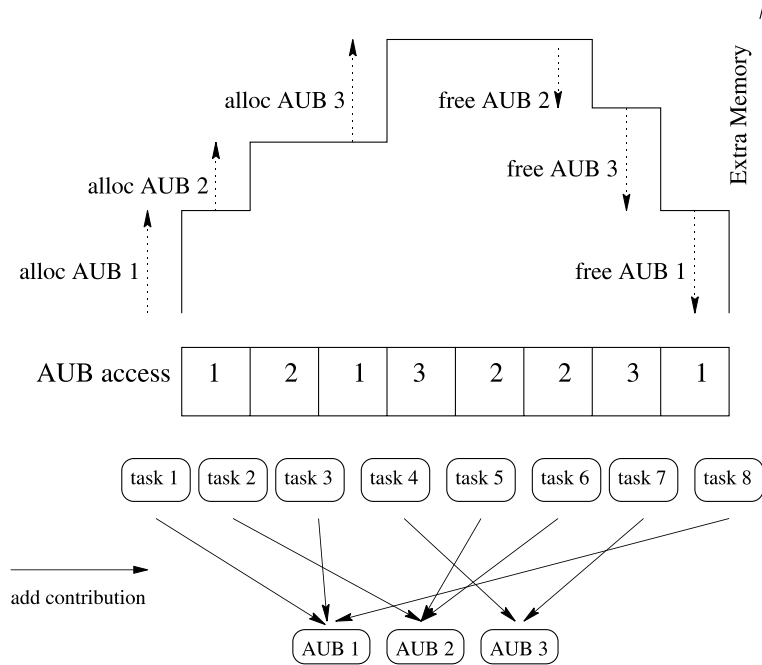 alloc AUB 3
free AUB 2
Extra Memory
alloc AUB 2
free AUB 3
alloc AUB 1
free AUB 1
AUB access 1 2 1 3 2 2 3 1
task 1 task 2 task 3 task 4 task 5 task 6 task 7 task 8
add contribution
AUB 1 AUB 2 AUB 3